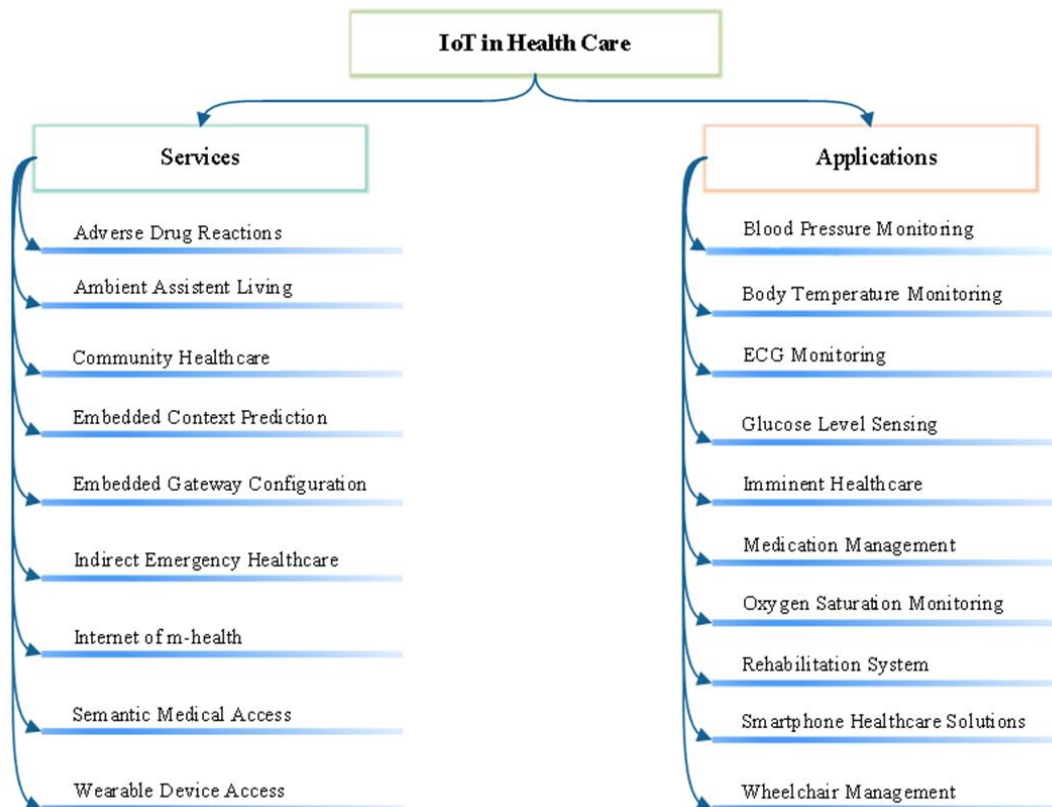 IoT in Health Care
Services
Adverse Drug Reactions
Ambient Assistent Living
Community Healthcare
Embedded Context Prediction
Embedded Gateway Configuration
Indirect Emergency Healthcare
Internet of m-health
Semantic Medical Access
Wearable Device Access
Applications
Blood Pressure Monitoring
Body Temperature Monitoring
ECG Monitoring
Glucose Level Sensing
Imminent Healthcare
Medication Management
Oxygen Saturation Monitoring
Rehabilitation System
Smartphone Healthcare Solutions
Wheelchair Management